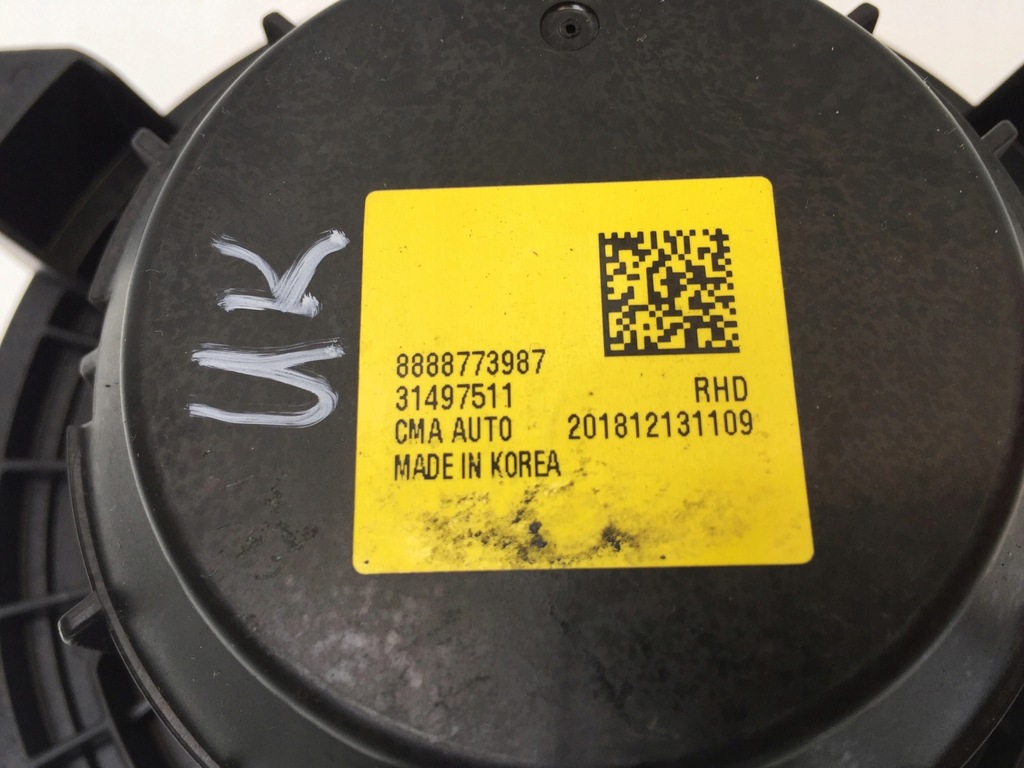 UK
8888773987
31497511 RHD
CMA AUTO 201812131109
MADE IN KOREA